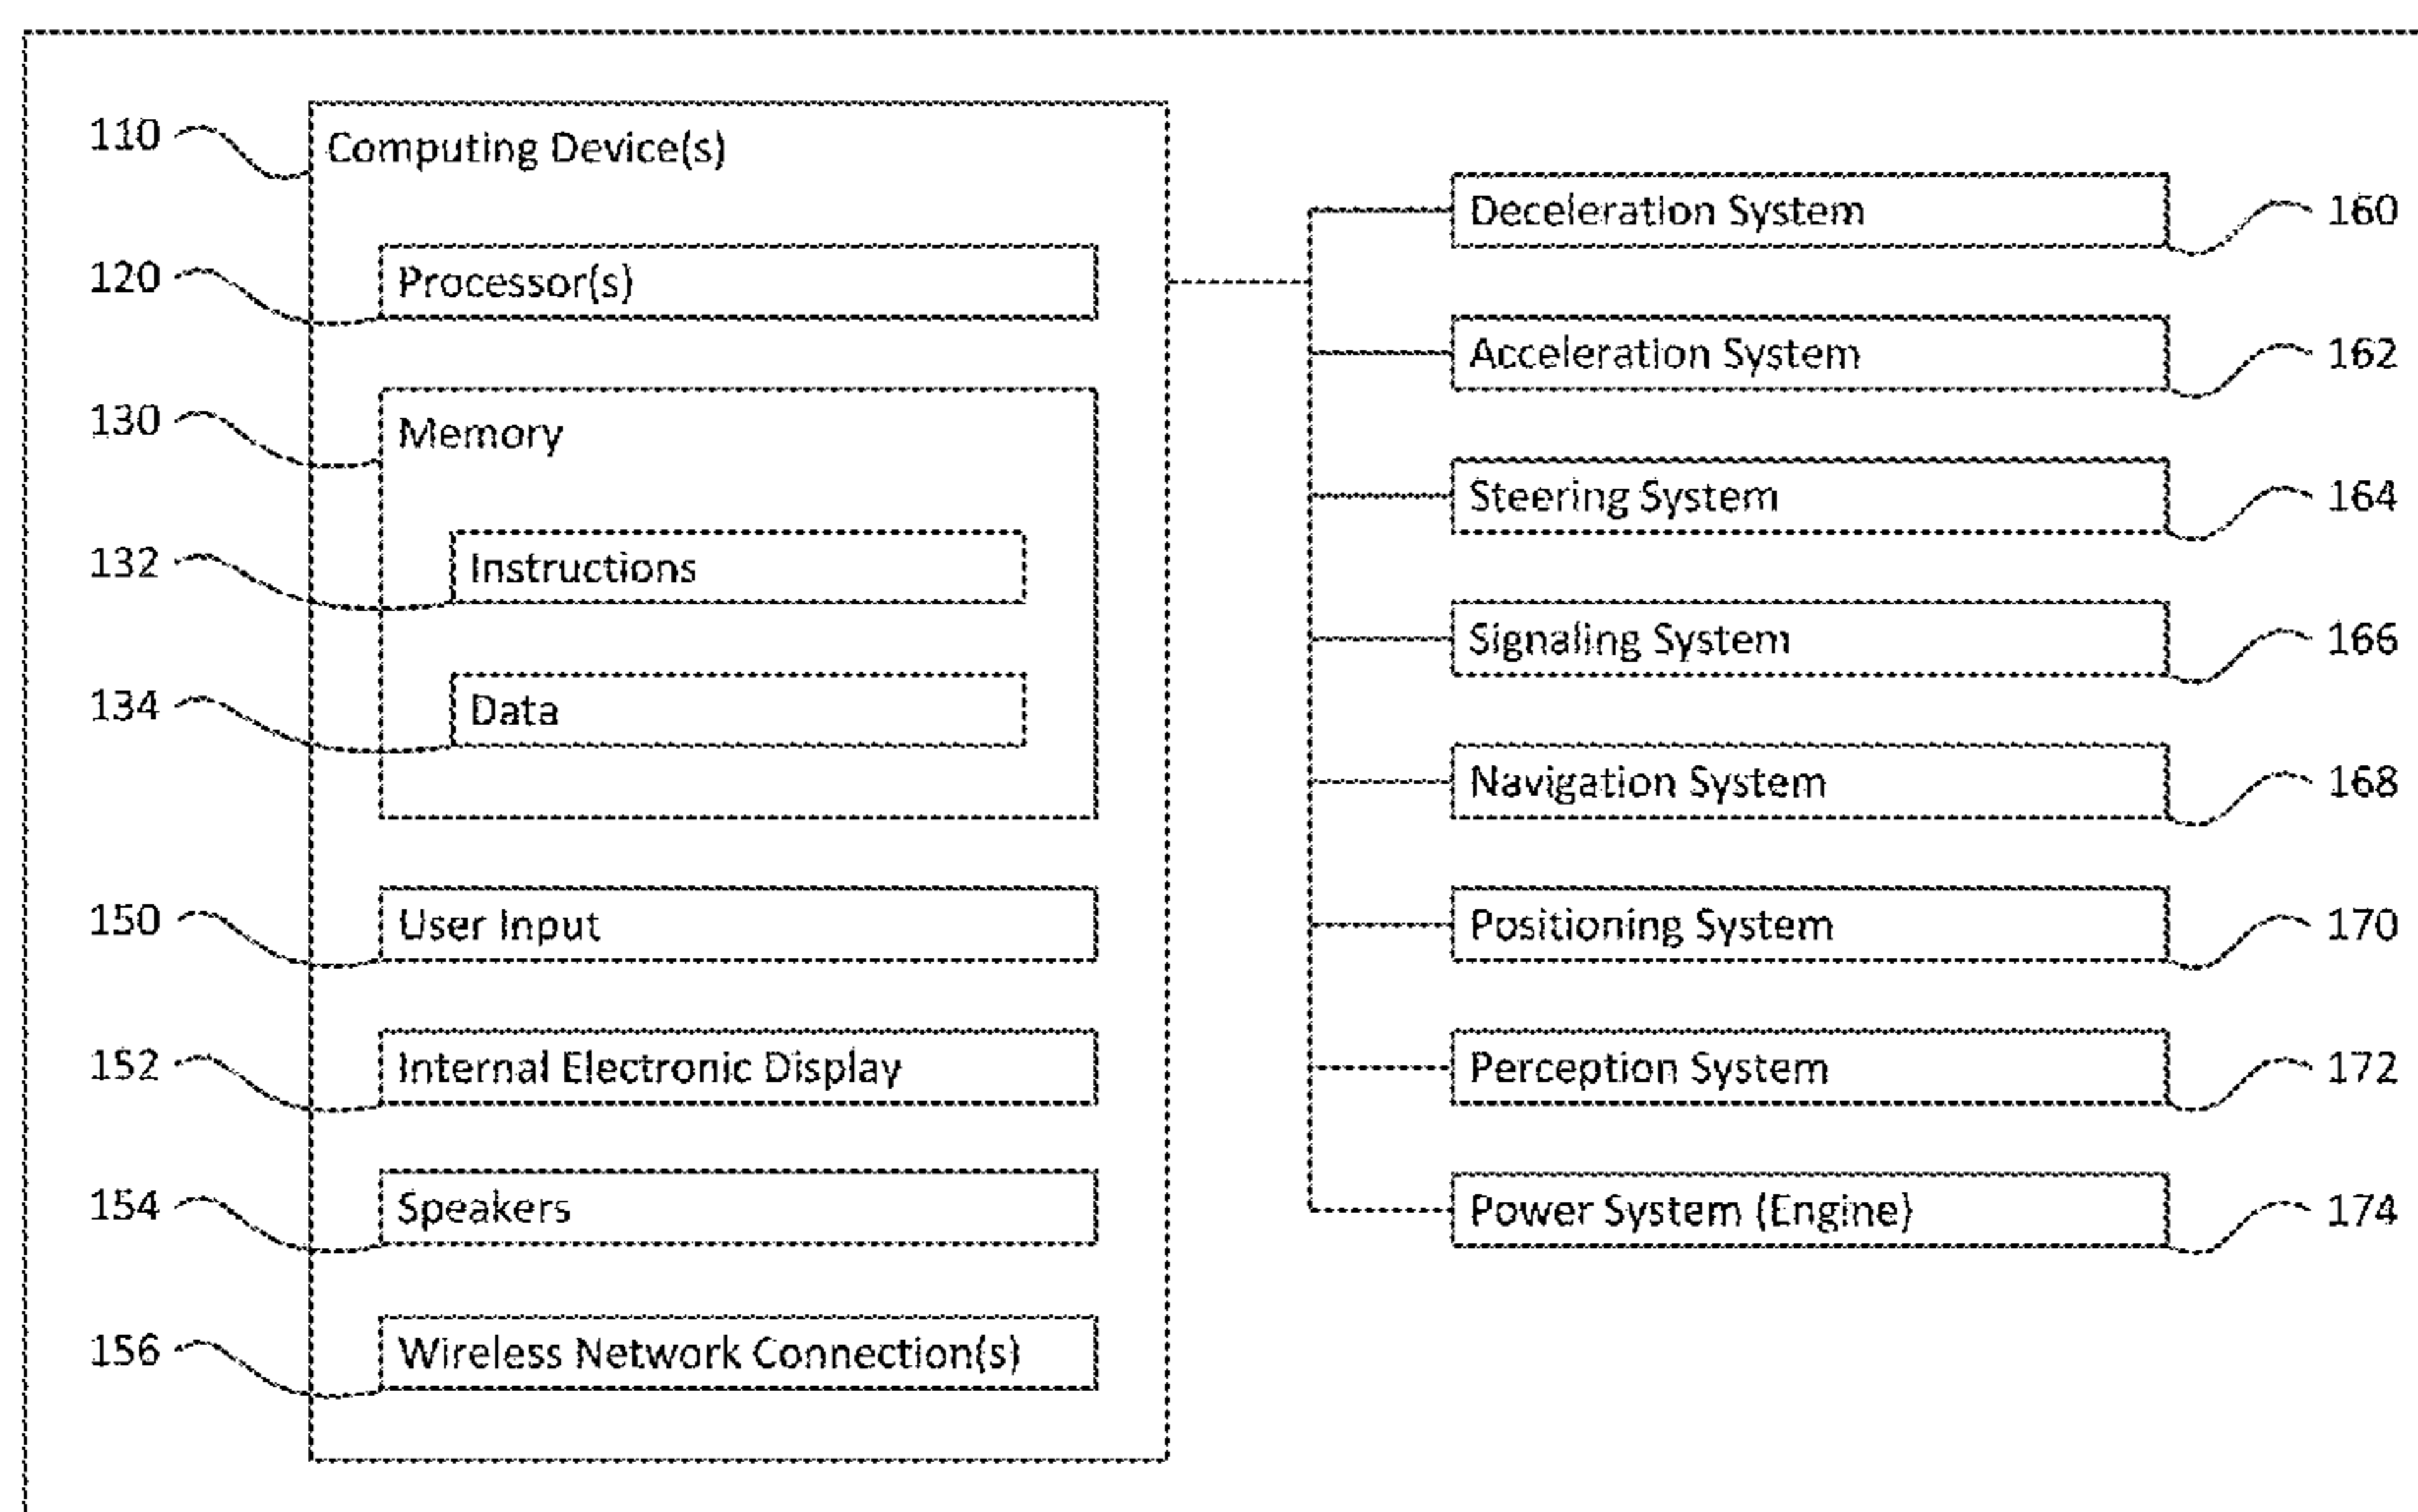 110 Computing Device(s)
120 Processor(s)
130 Memory
132 Instructions
134 Data
150 User Input
152 Internal Electronic Display
154 Speakers
156 Wireless Network Connection(s)
Deceleration System 160
Acceleration System 162
Steering System 164
Signaling System 166
Navigation System 168
Positioning System 170
Perception System 172
Power System (Engine) 174